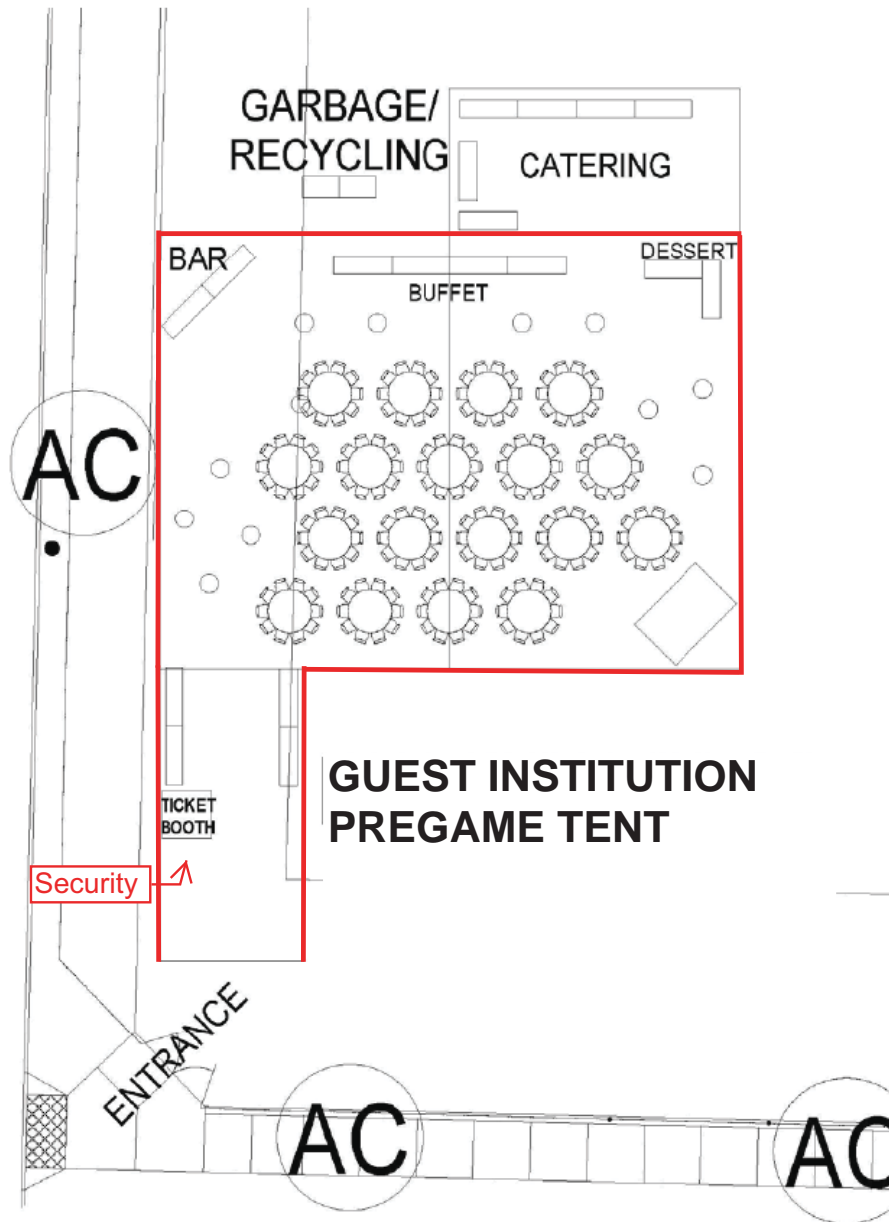 GARBAGE/
RECYCLING
CATERING
BAR
DESSERT
BUFFET
AC
GUEST INSTITUTION
PREGAME TENT
TICKET
BOOTH
Security
ENTRANCE
AC
AC